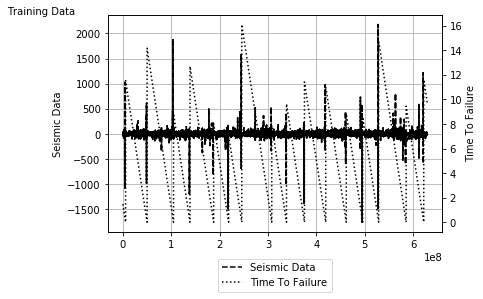 Training Data
2000
1500
1000
500
0
−500
−1000
−1500
Seismic Data
16
14
12
10
8
6
4
2
0
Time To Failure
0 1 2 3 4 5 6
1e8
Seismic Data
Time To Failure